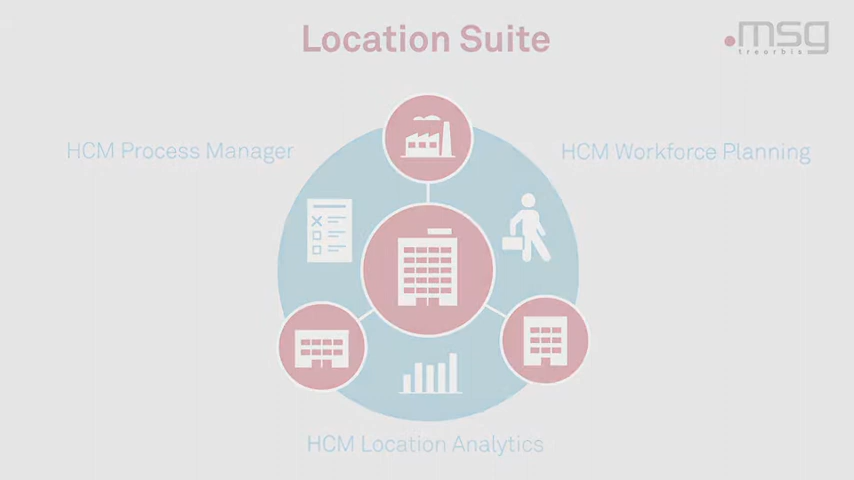 Location Suite
.msg
treorbis
HCM Process Manager
HCM Workforce Planning
HCM Location Analytics